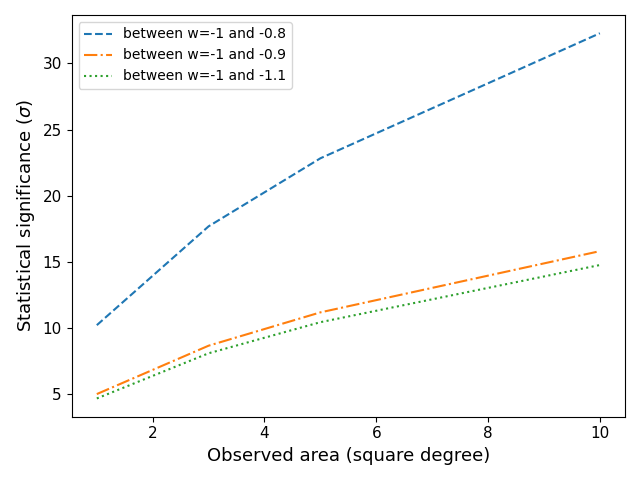 between w=-1 and -0.8
between w=-1 and -0.9
between w=-1 and -1.1
Statistical significance (σ)
30
25
20
15
10
5
2
4
6
8
10
Observed area (square degree)